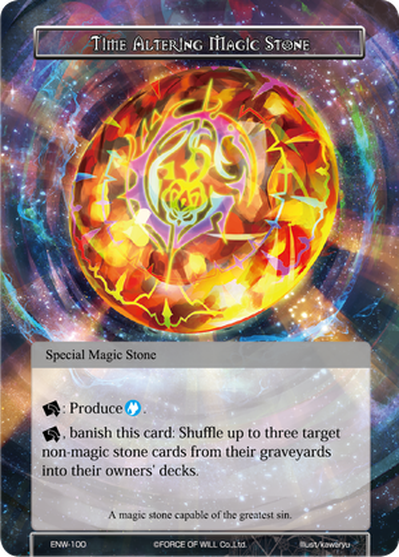 Time Altering Magic Stone
Special Magic Stone
: Produce .
, banish this card: Shuffle up to three target
non-magic stone cards from their graveyards
into their owners' decks.
A magic stone capable of the greatest sin.
ENW-100 ©FORCE OF WILL Co.,Ltd. Illust/kaweryu